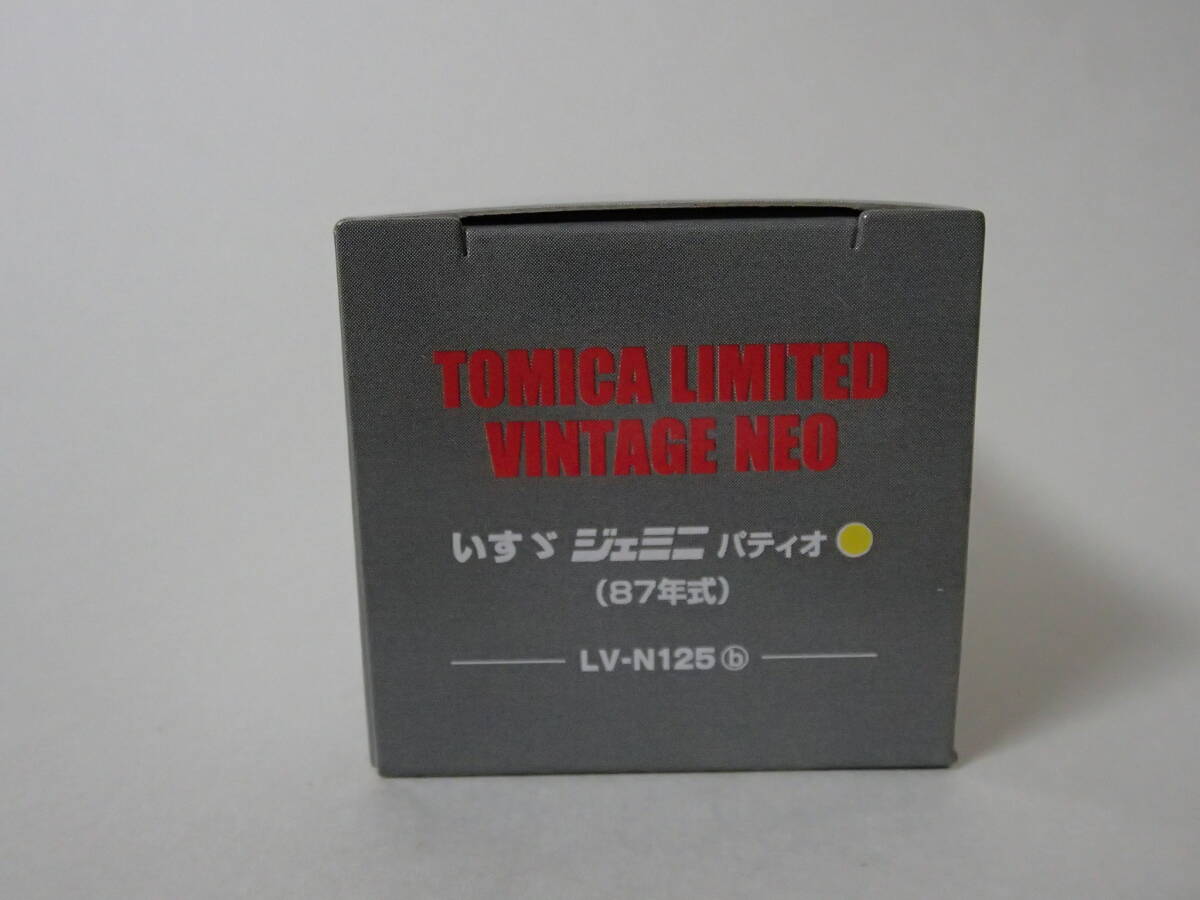 TOMICA LIMITED
VINTAGE NEO
いすゞ ジェミニ パティオ
(87年式)
LV-N125ⓑ